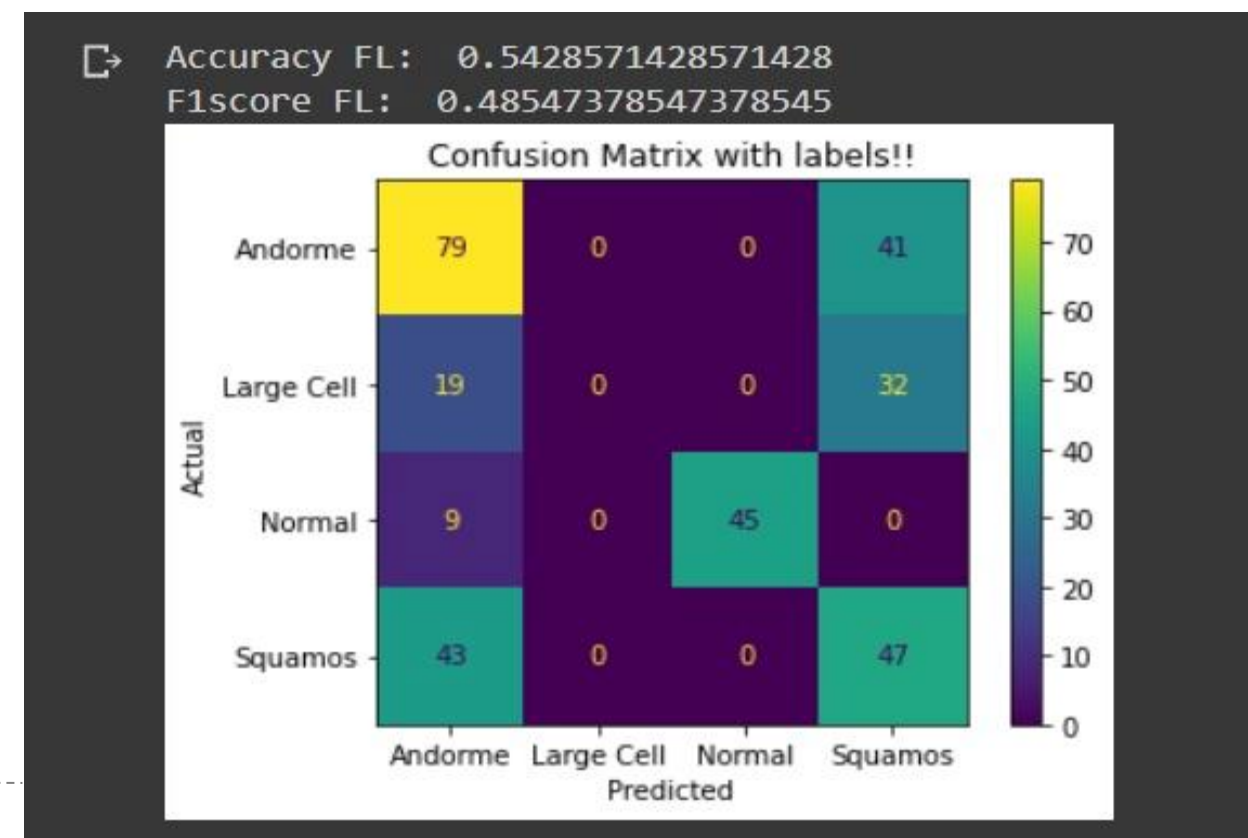 Accuracy FL:  0.5428571428571428
F1score FL:  0.48547378547378545
Confusion Matrix with labels!!
Andorme 79 0 0 41
Large Cell 19 0 0 32
Normal 9 0 45 0
Squamos 43 0 0 47
Andorme Large Cell Normal Squamos
Predicted
Actual
70
60
50
40
30
20
10
0